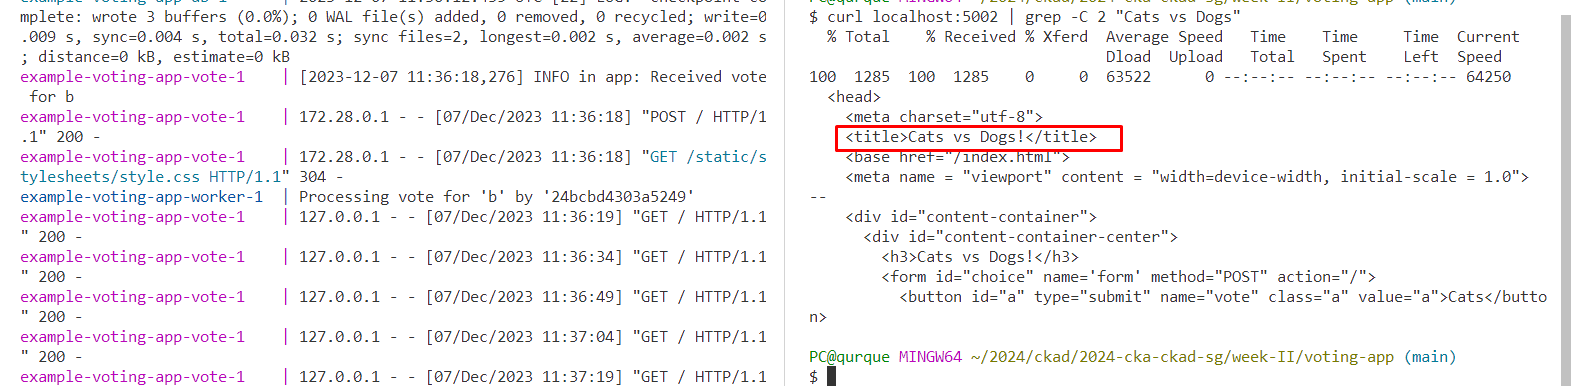 mplete: wrote 3 buffers (0.0%); 0 WAL file(s) added, 0 removed, 0 recycled; write=0
.009 s, sync=0.004 s, total=0.032 s; sync files=2, longest=0.002 s, average=0.002 s
; distance=0 kB, estimate=0 kB
example-voting-app-vote-1    | [2023-12-07 11:36:18,276] INFO in app: Received vote
 for b
example-voting-app-vote-1    | 172.28.0.1 - - [07/Dec/2023 11:36:18] "POST / HTTP/1
.1" 200 -
example-voting-app-vote-1    | 172.28.0.1 - - [07/Dec/2023 11:36:18] "GET /static/s
tylesheets/style.css HTTP/1.1" 304 -
example-voting-app-worker-1  | Processing vote for 'b' by '24bcbd4303a5249'
example-voting-app-vote-1    | 127.0.0.1 - - [07/Dec/2023 11:36:19] "GET / HTTP/1.1
" 200 -
example-voting-app-vote-1    | 127.0.0.1 - - [07/Dec/2023 11:36:34] "GET / HTTP/1.1
" 200 -
example-voting-app-vote-1    | 127.0.0.1 - - [07/Dec/2023 11:36:49] "GET / HTTP/1.1
" 200 -
example-voting-app-vote-1    | 127.0.0.1 - - [07/Dec/2023 11:37:04] "GET / HTTP/1.1
" 200 -
example-voting-app-vote-1    | 127.0.0.1 - - [07/Dec/2023 11:37:19] "GET / HTTP/1.1
$ curl localhost:5002 | grep -C 2 "Cats vs Dogs"
  % Total    % Received % Xferd  Average Speed   Time    Time     Time  Current
                                 Dload  Upload   Total   Spent    Left  Speed
100  1285  100  1285    0     0  63522      0 --:--:-- --:--:-- --:--:-- 64250
  <head>
    <meta charset="utf-8">
    <title>Cats vs Dogs!</title>
    <base href="/index.html">
    <meta name = "viewport" content = "width=device-width, initial-scale = 1.0">
--
    <div id="content-container">
      <div id="content-container-center">
        <h3>Cats vs Dogs!</h3>
        <form id="choice" name='form' method="POST" action="/">
          <button id="a" type="submit" name="vote" class="a" value="a">Cats</butto
n>
PC@qurque MINGW64 ~/2024/ckad/2024-cka-ckad-sg/week-II/voting-app (main)
$